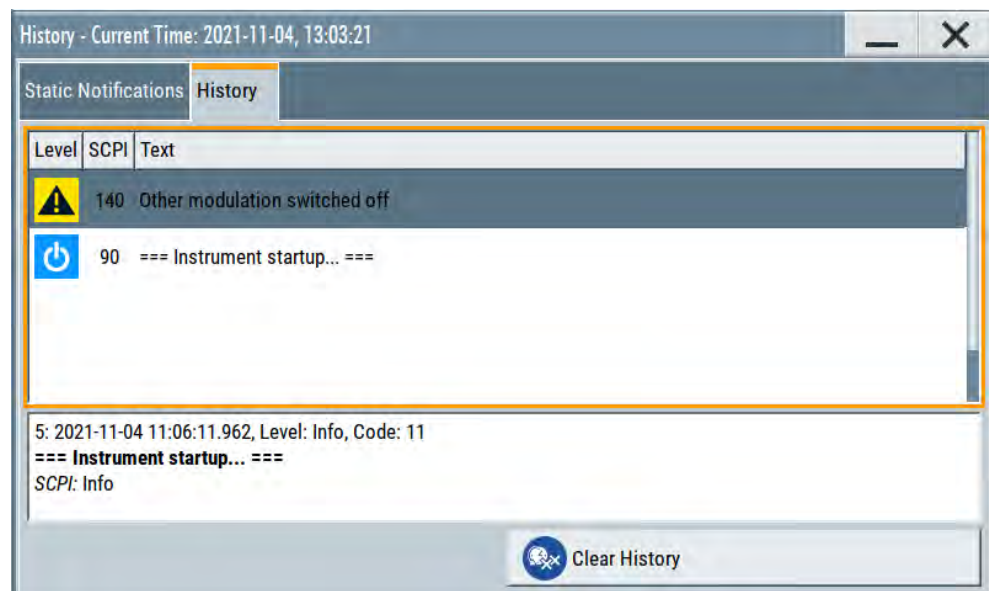 History - Current Time: 2021-11-04, 13:03:21
Static Notifications History
Level SCPI Text
140 Other modulation switched off
90 === Instrument startup... ===
5: 2021-11-04 11:06:11.962, Level: Info, Code: 11
=== Instrument startup... ===
SCPI: Info
Clear History